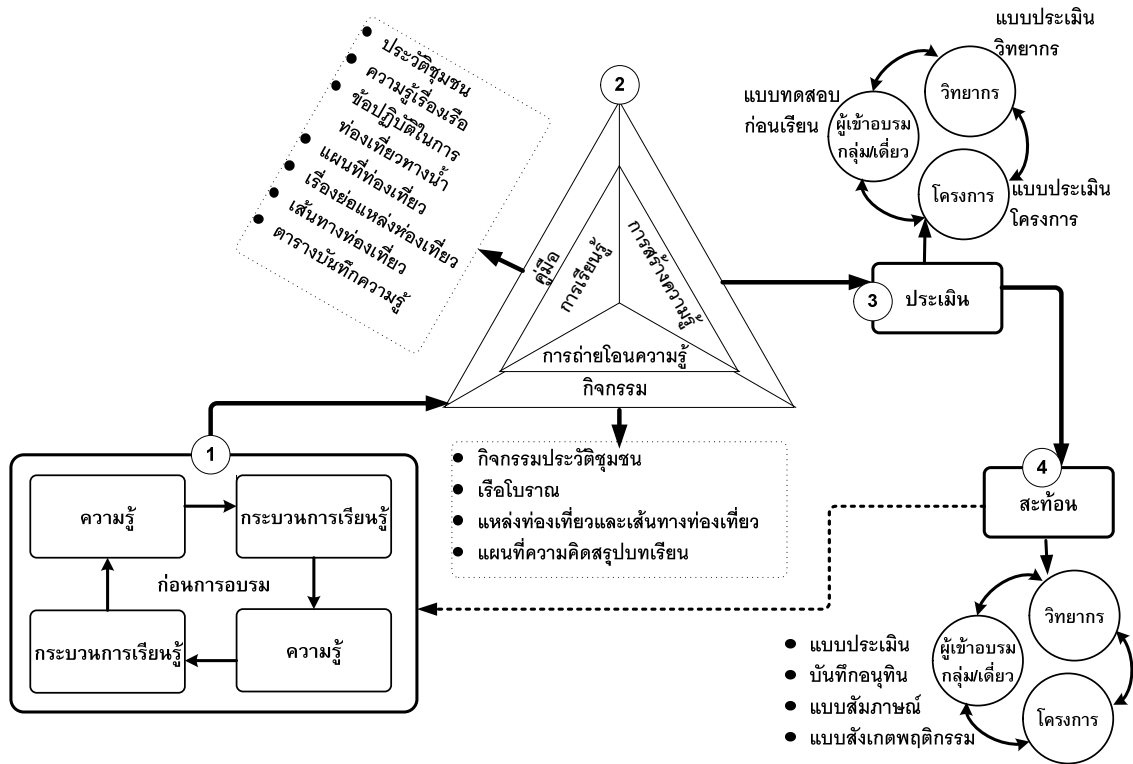 ประวัติชุมชน
ความรู้เรื่องเรือ
ข้อปฏิบัติในการ
ท่องเที่ยวทางน้ำ
แผนที่ท่องเที่ยว
เรื่องย่อแหล่งท่องเที่ยว
เส้นทางท่องเที่ยว
ตารางบันทึกความรู้
2
คู่มือ
การเรียนรู้
การสร้างความรู้
การถ่ายโอนความรู้
กิจกรรม
แบบประเมิน
วิทยากร
วิทยากร
แบบทดสอบ
ก่อนเรียน
ผู้เข้าอบรม
กลุ่ม/เดี่ยว
โครงการ
แบบประเมิน
โครงการ
3
ประเมิน
1
ความรู้
กระบวนการเรียนรู้
ก่อนการอบรม
กระบวนการเรียนรู้
ความรู้
กิจกรรมประวัติชุมชน
เรือโบราณ
แหล่งท่องเที่ยวและเส้นทางท่องเที่ยว
แผนที่ความคิดสรุปบทเรียน
4
สะท้อน
วิทยากร
ผู้เข้าอบรม
กลุ่ม/เดี่ยว
โครงการ
แบบประเมิน
บันทึกอนุทิน
แบบสัมภาษณ์
แบบสังเกตพฤติกรรม